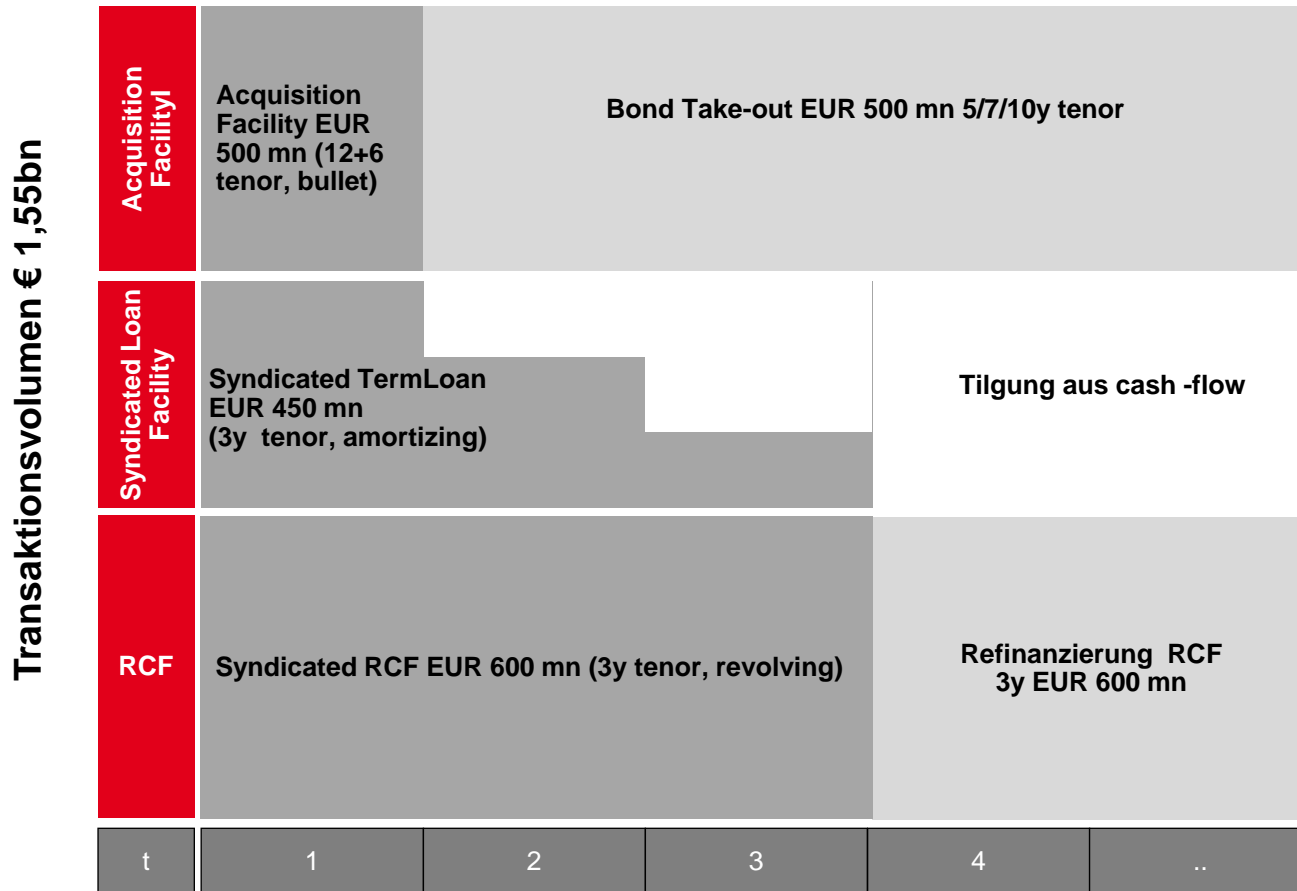 Transaktionsvolumen € 1,55bn
Acquisition
Facilityl
Acquisition
Facility EUR
500 mn (12+6
tenor, bullet)
Bond Take-out EUR 500 mn 5/7/10y tenor
Syndicated Loan
Facility
Syndicated TermLoan
EUR 450 mn
(3y  tenor, amortizing)
Tilgung aus cash -flow
RCF
Syndicated RCF EUR 600 mn (3y tenor, revolving)
Refinanzierung  RCF
3y EUR 600 mn
t 1 2 3 4 ..